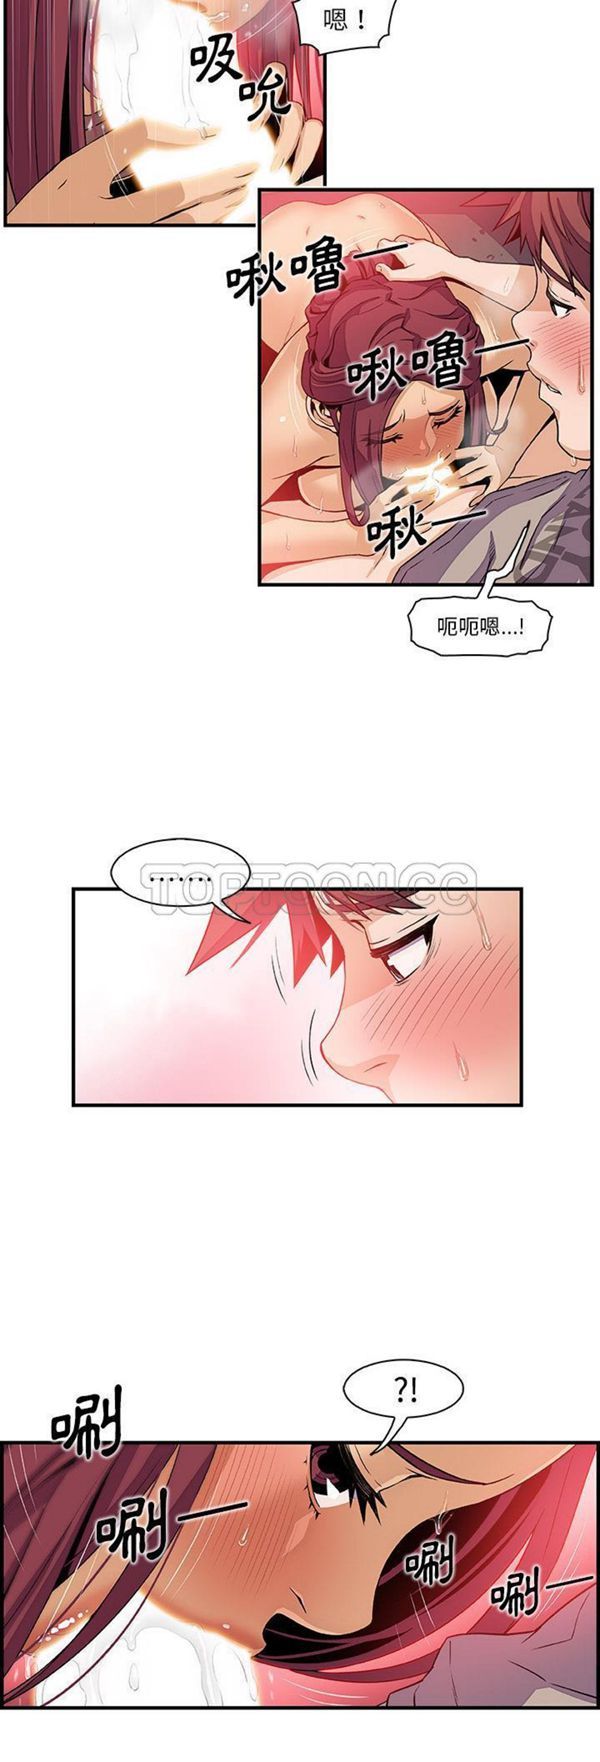 嗯！
吸
吮
啾嚕—
啾嚕—
啾—
呃呃嗯...!
.......
TOPTOON.CC
?!
唰
唰—
唰
唰—